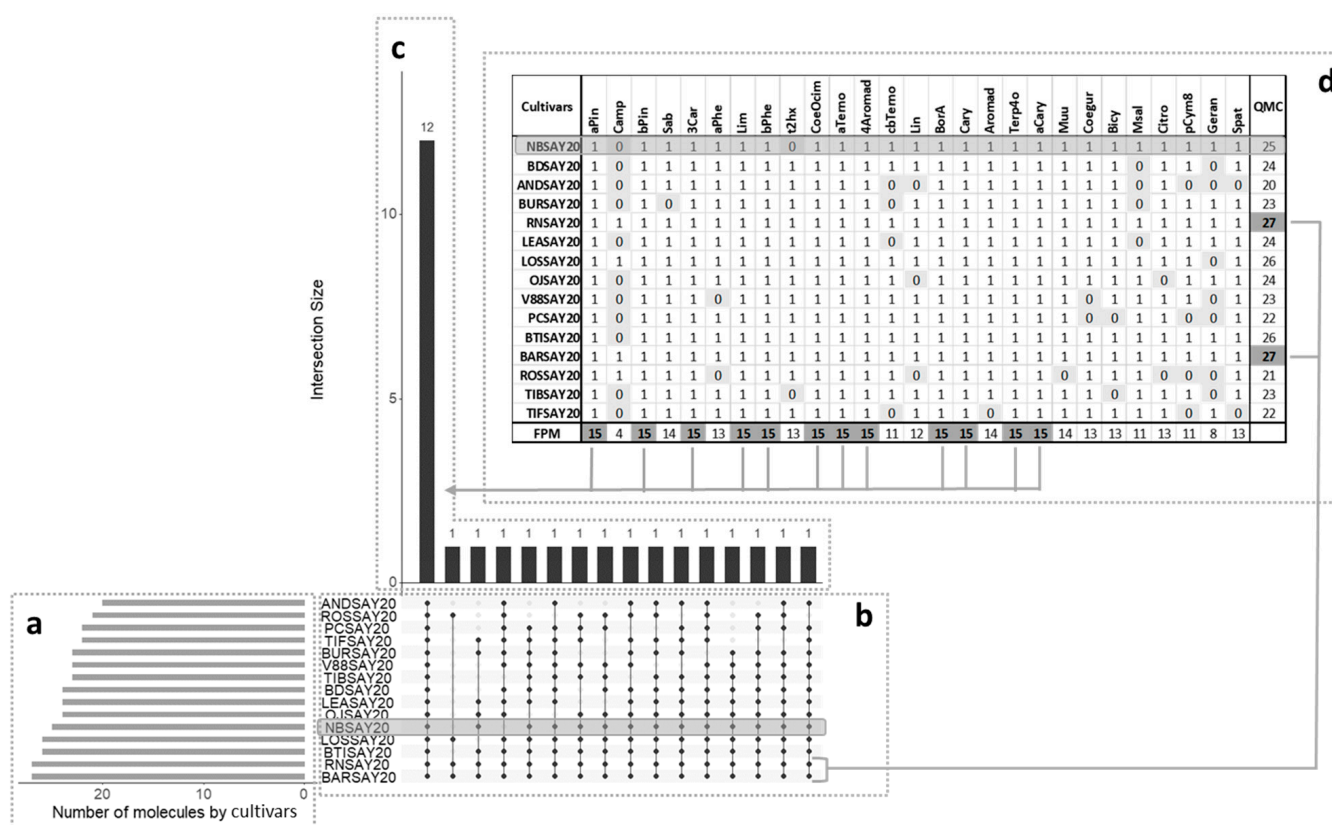 c
d
Cultivars aPin Camp bPin Sab 3Car aPhe Lim bPhe t2hx CoeOcim aTerno 4Aromad cbTerno Lin BorA Cary Aromad Terp4o aCary Muu Coegur Bicy Msal Citro pCym8 Geran Spat QMC
NBSAY20 1 0 1 1 1 1 1 1 0 1 1 1 1 1 1 1 1 1 1 1 1 1 1 1 1 1 1 25
BDSAY20 1 0 1 1 1 1 1 1 1 1 1 1 1 1 1 1 1 1 1 1 1 1 0 1 1 0 1 24
ANDSAY20 1 0 1 1 1 1 1 1 1 1 1 1 0 0 1 1 1 1 1 1 1 1 0 1 0 0 0 20
BURSAY20 1 0 1 0 1 1 1 1 1 1 1 1 0 1 1 1 1 1 1 1 1 1 0 1 1 1 1 23
RNSAY20 1 1 1 1 1 1 1 1 1 1 1 1 1 1 1 1 1 1 1 1 1 1 1 1 1 1 1 27
LEASAY20 1 0 1 1 1 1 1 1 1 1 1 1 0 1 1 1 1 1 1 1 1 1 0 1 1 1 1 24
LOSSAY20 1 1 1 1 1 1 1 1 1 1 1 1 1 1 1 1 1 1 1 1 1 1 1 1 1 0 1 26
OJSAY20 1 0 1 1 1 1 1 1 1 1 1 1 1 0 1 1 1 1 1 1 1 1 1 0 1 1 1 24
V88SAY20 1 0 1 1 1 0 1 1 1 1 1 1 1 1 1 1 1 1 1 1 0 1 1 1 1 0 1 23
PCSAY20 1 0 1 1 1 1 1 1 1 1 1 1 1 1 1 1 1 1 1 1 0 0 1 1 0 0 1 22
BTISAY20 1 0 1 1 1 1 1 1 1 1 1 1 1 1 1 1 1 1 1 1 1 1 1 1 1 1 1 26
BARSAY20 1 1 1 1 1 1 1 1 1 1 1 1 1 1 1 1 1 1 1 1 1 1 1 1 1 1 1 27
ROSSAY20 1 1 1 1 1 0 1 1 1 1 1 1 1 0 1 1 1 1 1 0 1 1 1 0 0 0 1 21
TIBSAY20 1 0 1 1 1 1 1 1 0 1 1 1 1 1 1 1 1 1 1 1 1 0 1 1 1 0 1 23
TIFSAY20 1 0 1 1 1 1 1 1 1 1 1 1 0 1 1 1 0 1 1 1 1 1 1 1 0 1 0 22
FPM 15 4 15 14 15 13 15 15 13 15 15 15 11 12 15 15 14 15 15 14 13 13 11 13 11 8 13
12
10
5
0
Intersection Size
1 1 1 1 1 1 1 1 1 1 1 1 1 1 1
a
b
ANDSAY20
ROSSAY20
PCSAY20
TIFSAY20
BURSAY20
V88SAY20
TIBSAY20
BDSAY20
LEASAY20
OJSAY20
NBSAY20
LOSSAY20
BTISAY20
RNSAY20
BARSAY20
20 10 0
Number of molecules by cultivars